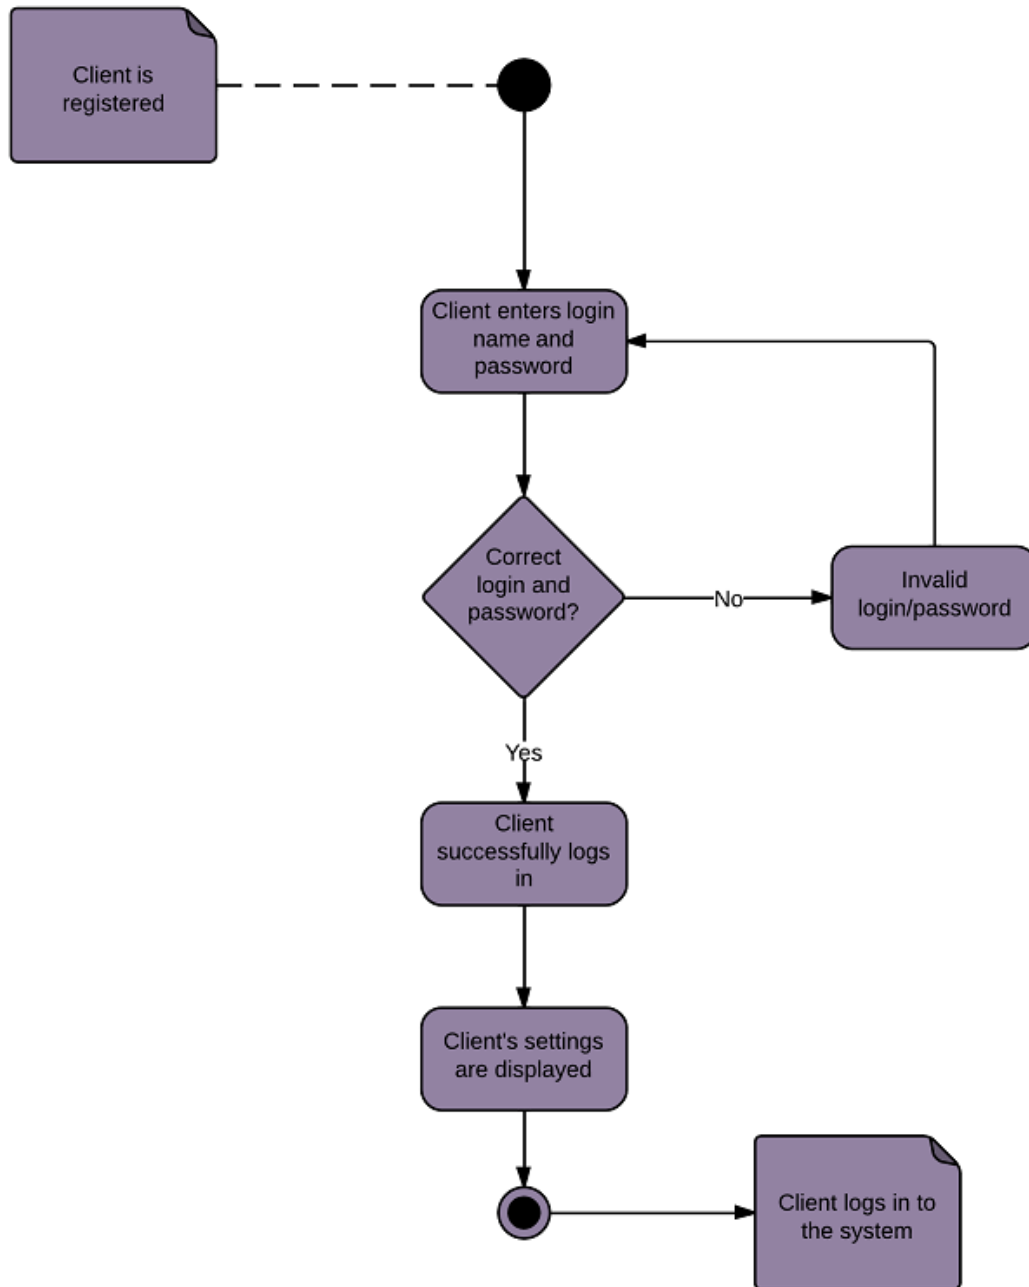 Client is
registered
Client enters login
name and
password
Correct
login and
password?
No
Invalid
login/password
Yes
Client
successfully logs
in
Client's settings
are displayed
Client logs in to
the system